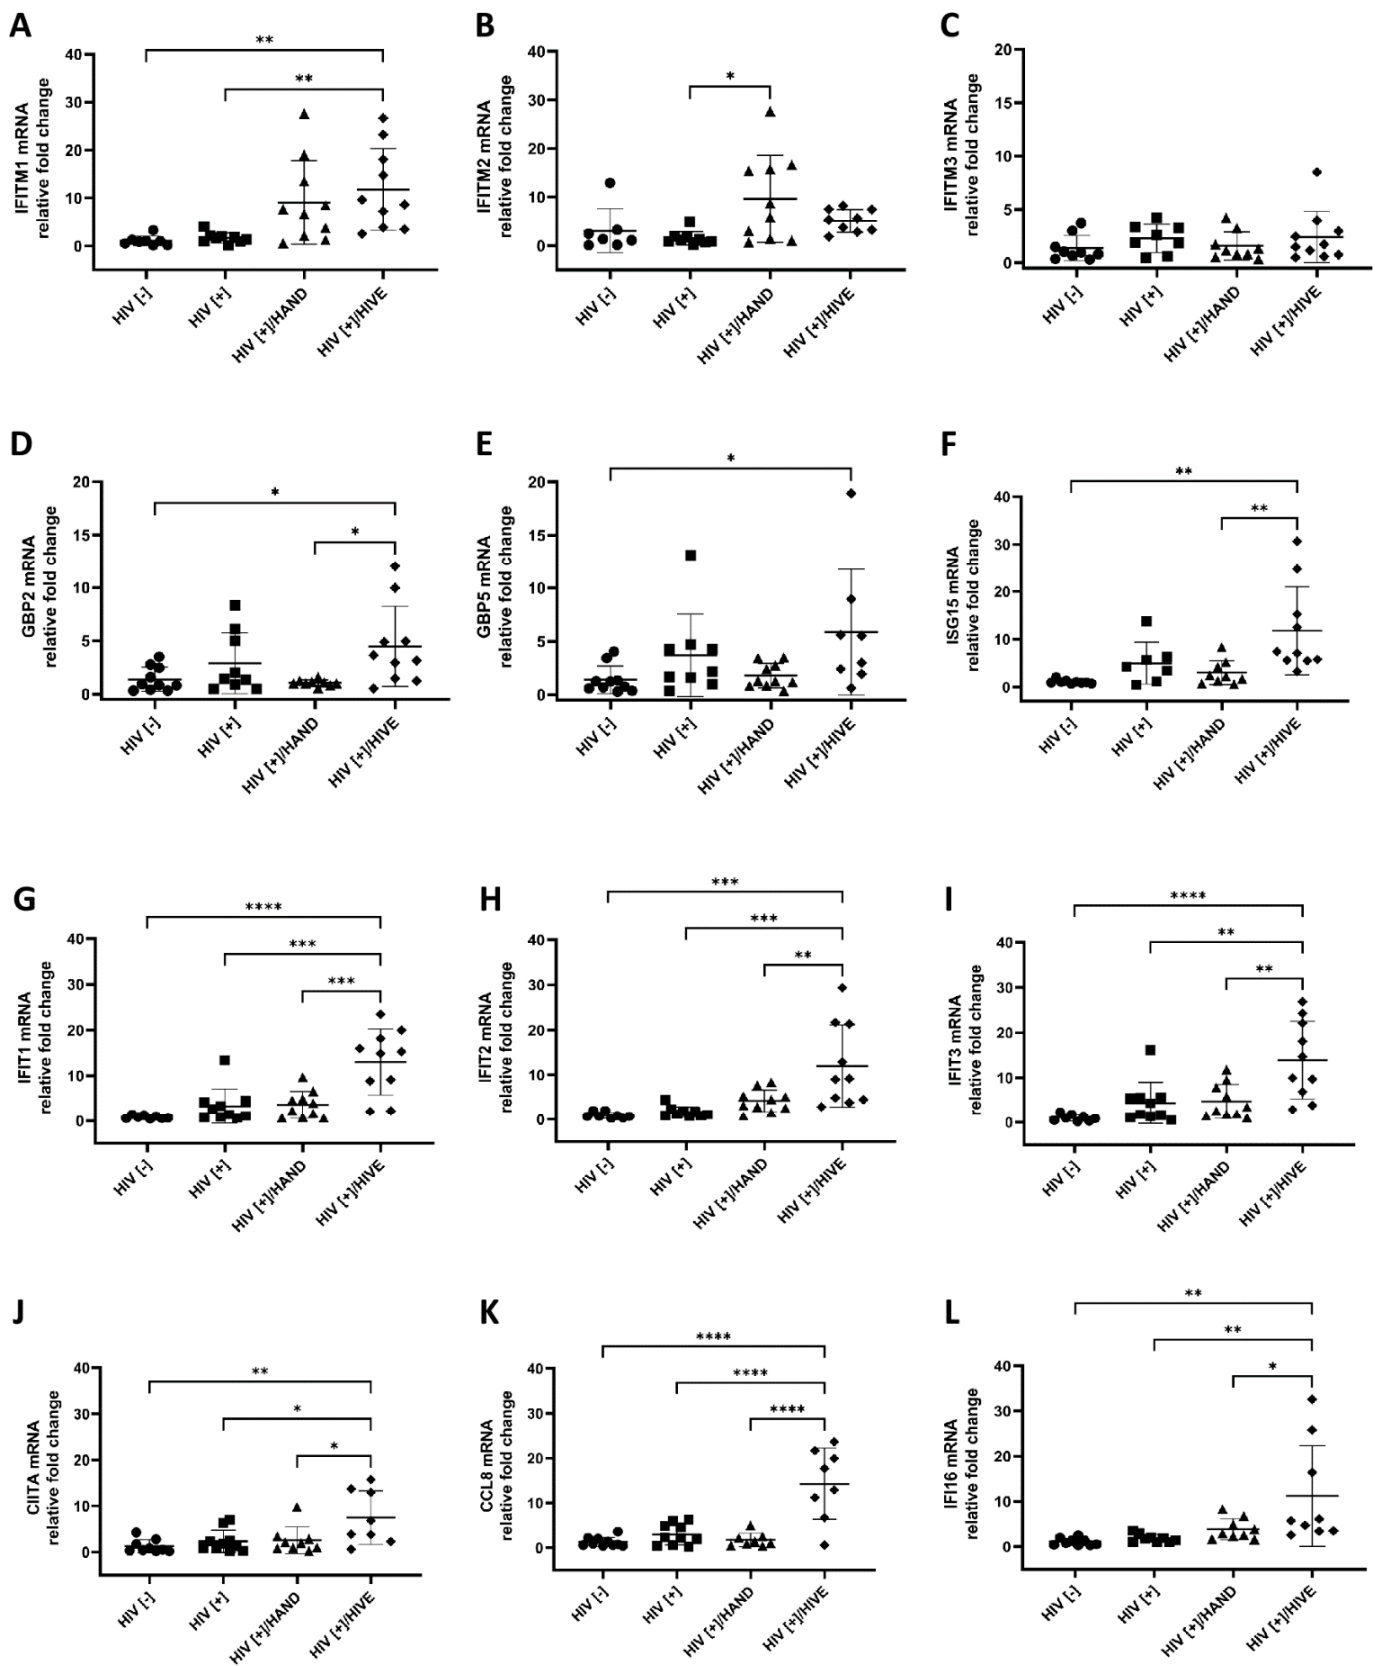 A
**
**
IFITM1 mRNA
relative fold change
40
30
20
10
0
HIV [-]
HIV [+]
HIV [+]/HAND
HIV [+]/HIVE
B
*
IFITM2 mRNA
relative fold change
40
30
20
10
0
HIV [-]
HIV [+]
HIV [+]/HAND
HIV [+]/HIVE
C
IFITM3 mRNA
relative fold change
20
15
10
5
0
HIV [-]
HIV [+]
HIV [+]/HAND
HIV [+]/HIVE
D
*
*
GBP2 mRNA
relative fold change
20
15
10
5
0
HIV [-]
HIV [+]
HIV [+]/HAND
HIV [+]/HIVE
E
*
GBP5 mRNA
relative fold change
20
15
10
5
0
HIV [-]
HIV [+]
HIV [+]/HAND
HIV [+]/HIVE
F
**
**
ISG15 mRNA
relative fold change
40
30
20
10
0
HIV [-]
HIV [+]
HIV [+]/HAND
HIV [+]/HIVE
G
****
***
***
IFIT1 mRNA
relative fold change
40
30
20
10
0
HIV [-]
HIV [+]
HIV [+]/HAND
HIV [+]/HIVE
H
***
***
**
IFIT2 mRNA
relative fold change
40
30
20
10
0
HIV [-]
HIV [+]
HIV [+]/HAND
HIV [+]/HIVE
I
****
**
**
IFIT3 mRNA
relative fold change
40
30
20
10
0
HIV [-]
HIV [+]
HIV [+]/HAND
HIV [+]/HIVE
J
**
*
*
CIITA mRNA
relative fold change
40
30
20
10
0
HIV [-]
HIV [+]
HIV [+]/HAND
HIV [+]/HIVE
K
****
****
****
CCL8 mRNA
relative fold change
40
30
20
10
0
HIV [-]
HIV [+]
HIV [+]/HAND
HIV [+]/HIVE
L
**
**
*
IFI16 mRNA
relative fold change
40
30
20
10
0
HIV [-]
HIV [+]
HIV [+]/HAND
HIV [+]/HIVE